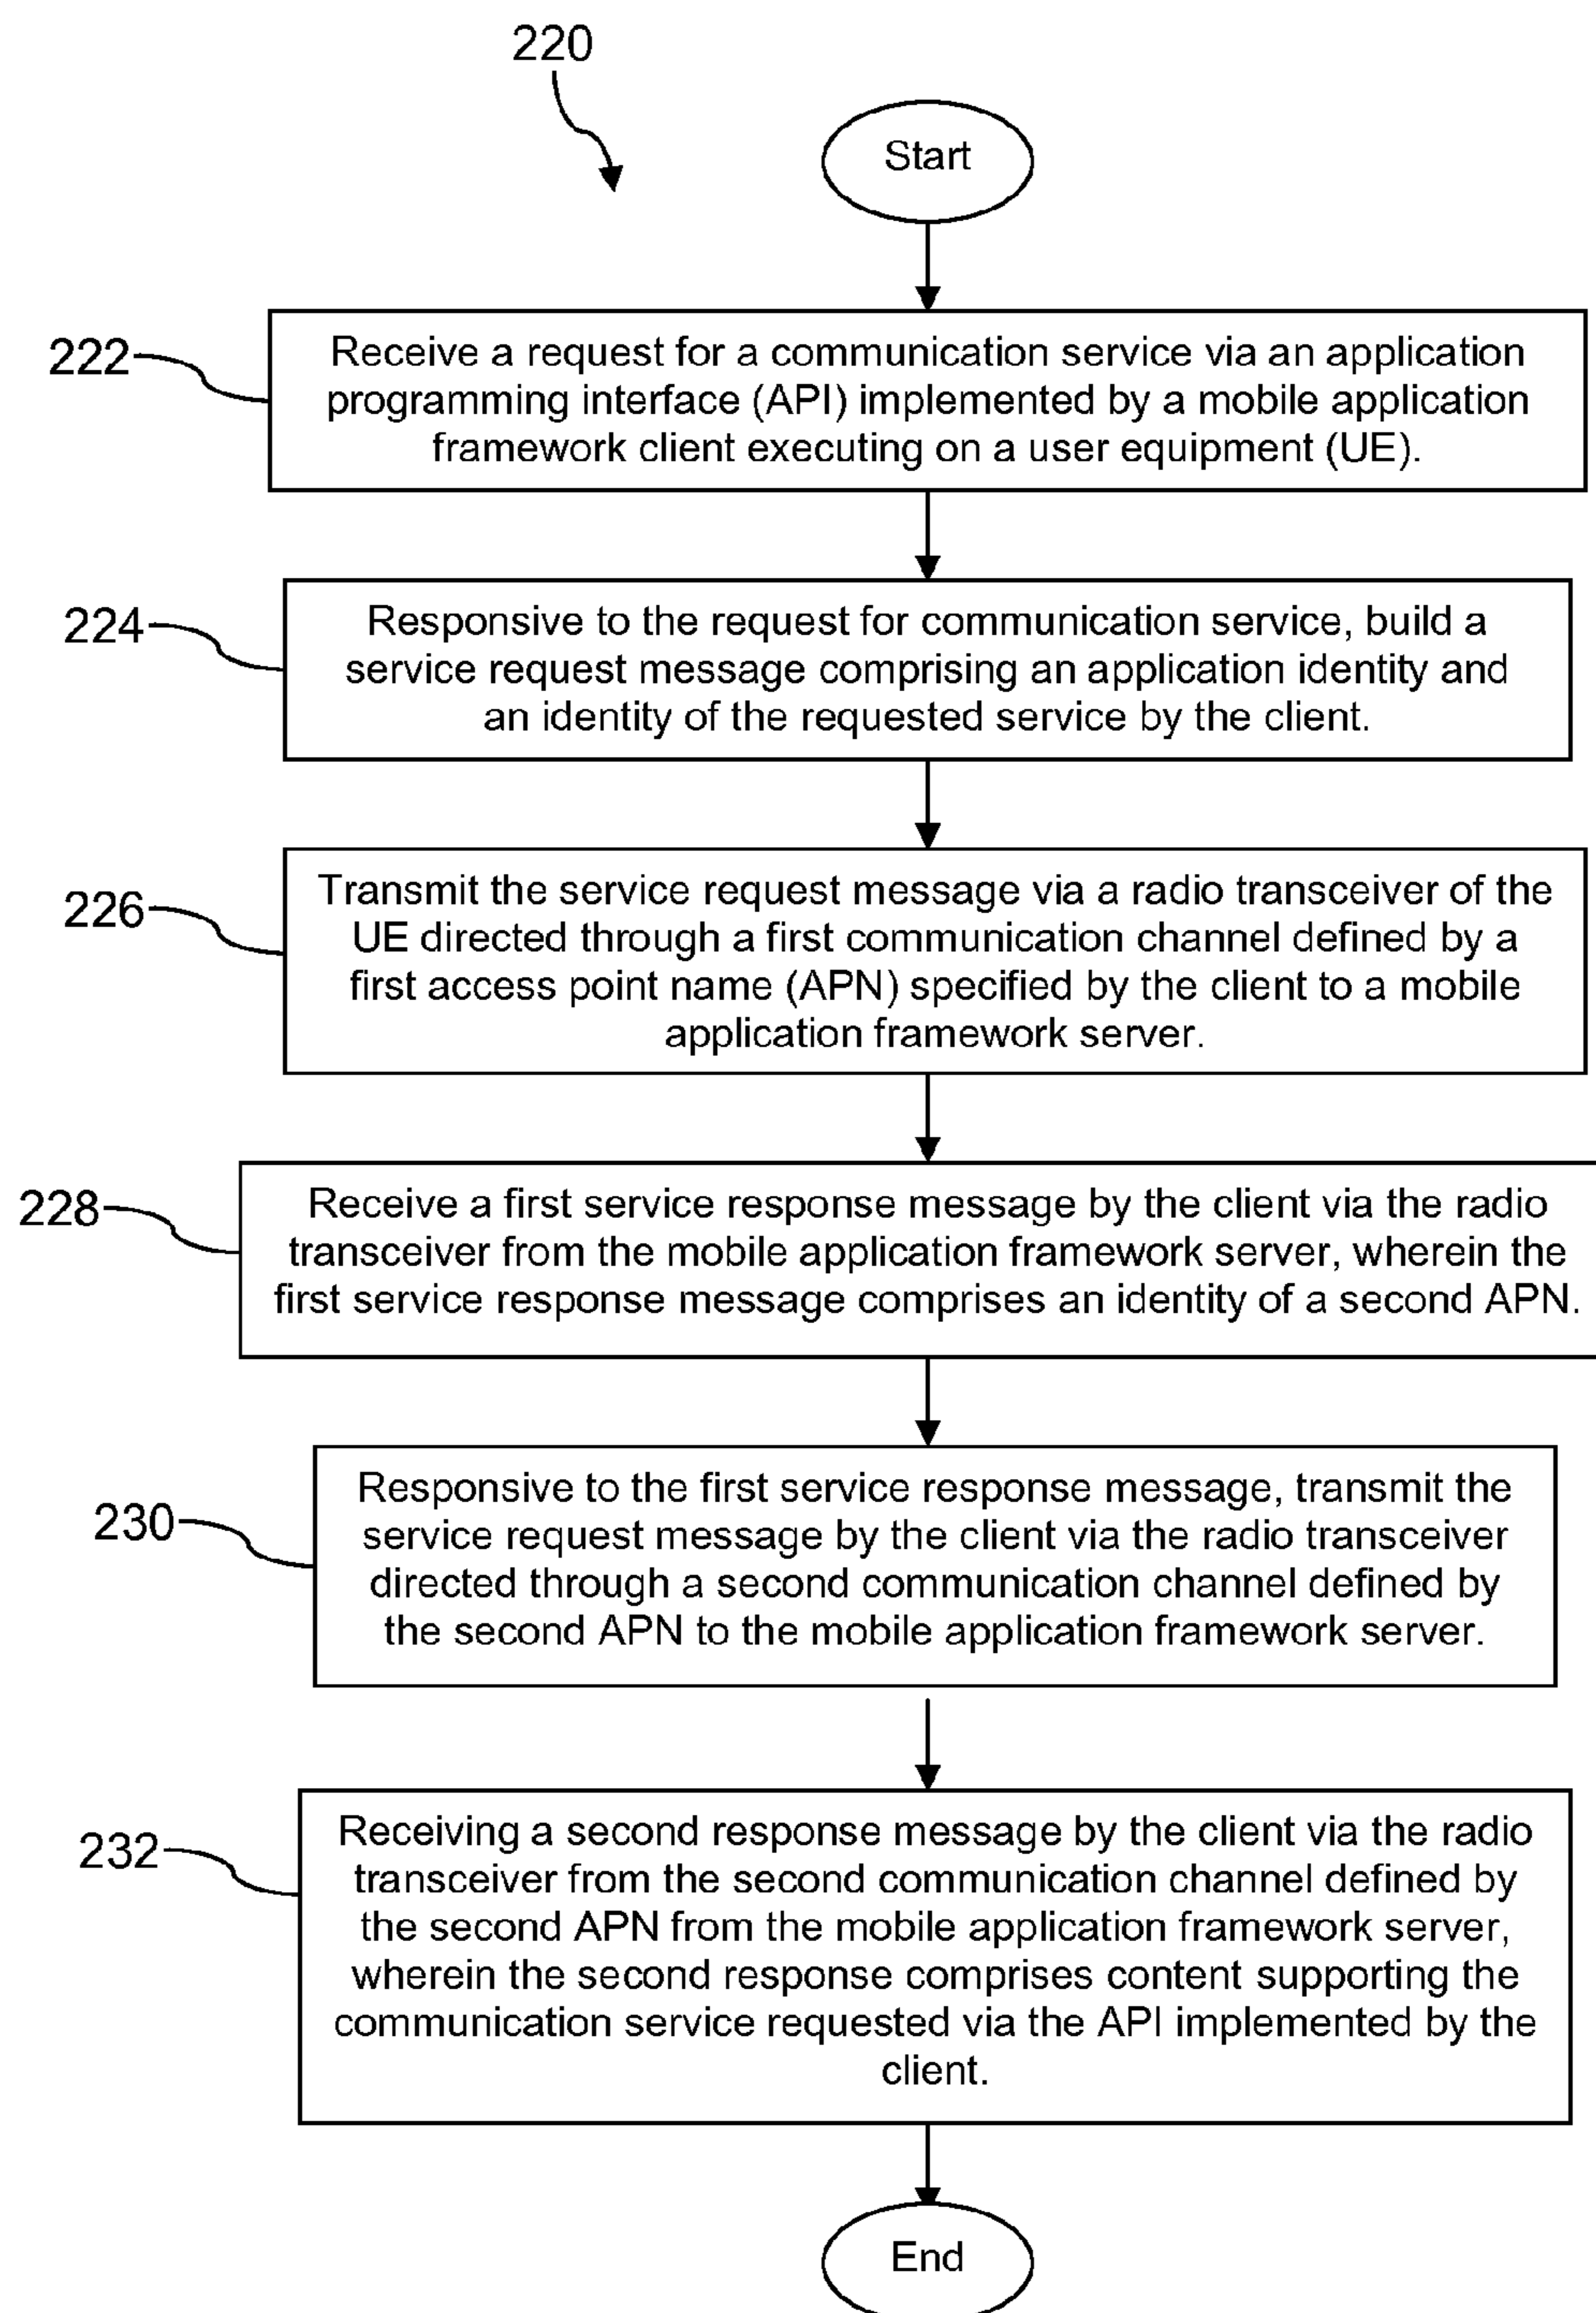 220
Start
222
Receive a request for a communication service via an application
programming interface (API) implemented by a mobile application
framework client executing on a user equipment (UE).
224
Responsive to the request for communication service, build a
service request message comprising an application identity and
an identity of the requested service by the client.
226
Transmit the service request message via a radio transceiver of the
UE directed through a first communication channel defined by a
first access point name (APN) specified by the client to a mobile
application framework server.
228
Receive a first service response message by the client via the radio
transceiver from the mobile application framework server, wherein the
first service response message comprises an identity of a second APN.
230
Responsive to the first service response message, transmit the
service request message by the client via the radio transceiver
directed through a second communication channel defined by
the second APN to the mobile application framework server.
232
Receiving a second response message by the client via the radio
transceiver from the second communication channel defined by
the second APN from the mobile application framework server,
wherein the second response comprises content supporting the
communication service requested via the API implemented by the
client.
End